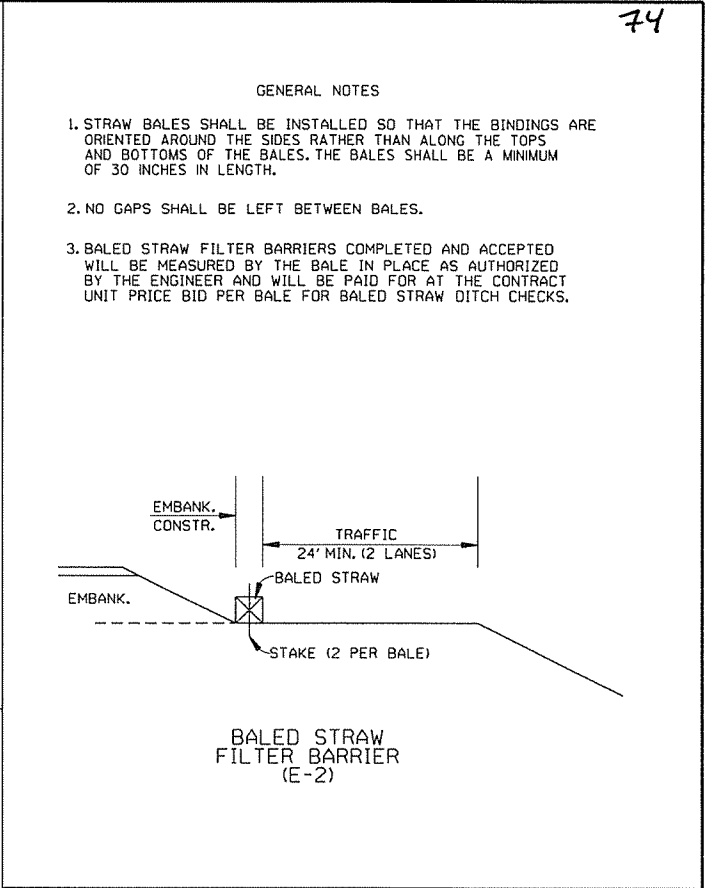 74
GENERAL NOTES
1. STRAW BALES SHALL BE INSTALLED SO THAT THE BINDINGS ARE
ORIENTED AROUND THE SIDES RATHER THAN ALONG THE TOPS
AND BOTTOMS OF THE BALES. THE BALES SHALL BE A MINIMUM
OF 30 INCHES IN LENGTH.
2. NO GAPS SHALL BE LEFT BETWEEN BALES.
3. BALED STRAW FILTER BARRIERS COMPLETED AND ACCEPTED
WILL BE MEASURED BY THE BALE IN PLACE AS AUTHORIZED
BY THE ENGINEER AND WILL BE PAID FOR AT THE CONTRACT
UNIT PRICE BID PER BALE FOR BALED STRAW DITCH CHECKS.
EMBANK.
CONSTR.
TRAFFIC
24' MIN. (2 LANES)
BALED STRAW
EMBANK.
STAKE (2 PER BALE)
BALED STRAW
FILTER BARRIER
(E-2)